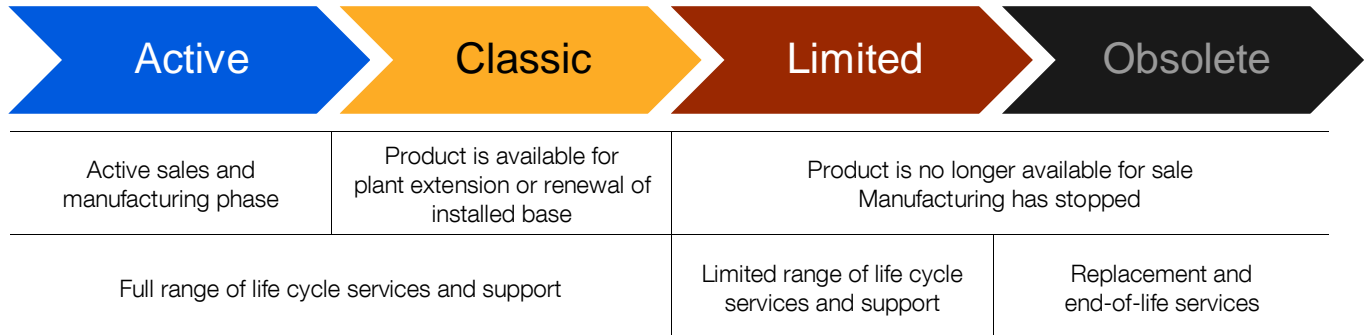 Active
Classic
Limited
Obsolete
Active sales and
manufacturing phase
Product is available for
plant extension or renewal of
installed base
Product is no longer available for sale
Manufacturing has stopped
Full range of life cycle services and support
Limited range of life cycle
services and support
Replacement and
end-of-life services